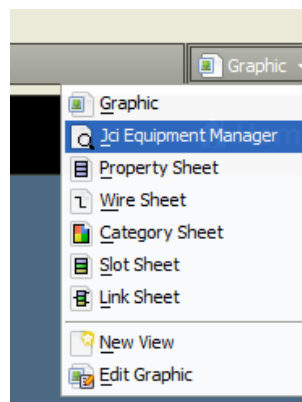 Graphic
Graphic
Jci Equipment Manager
Property Sheet
Wire Sheet
Category Sheet
Slot Sheet
Link Sheet
New View
Edit Graphic